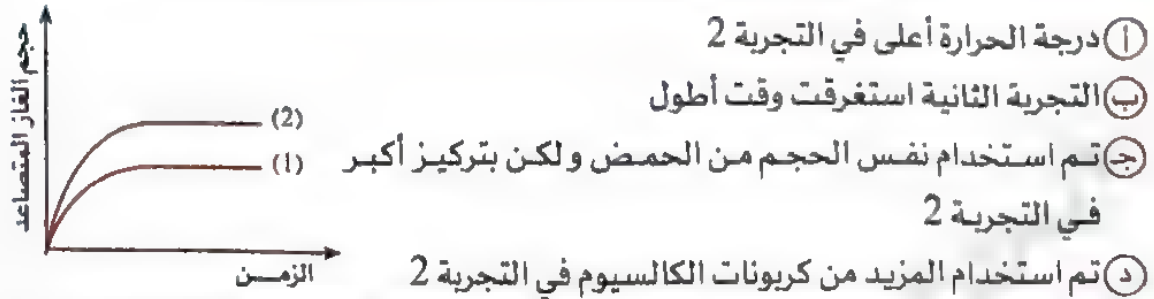 أ درجة الحرارة أعلى في التجربة 2
ب التجربة الثانية استغرقت وقت أطول
ج تم استخدام نفس الحجم من الحمض ولكن بتركيز أكبر
في التجربة 2
د تم استخدام المزيد من كربونات الكالسيوم في التجربة 2
حجم الغاز المتصاعد
(2)
(1)
الزمن